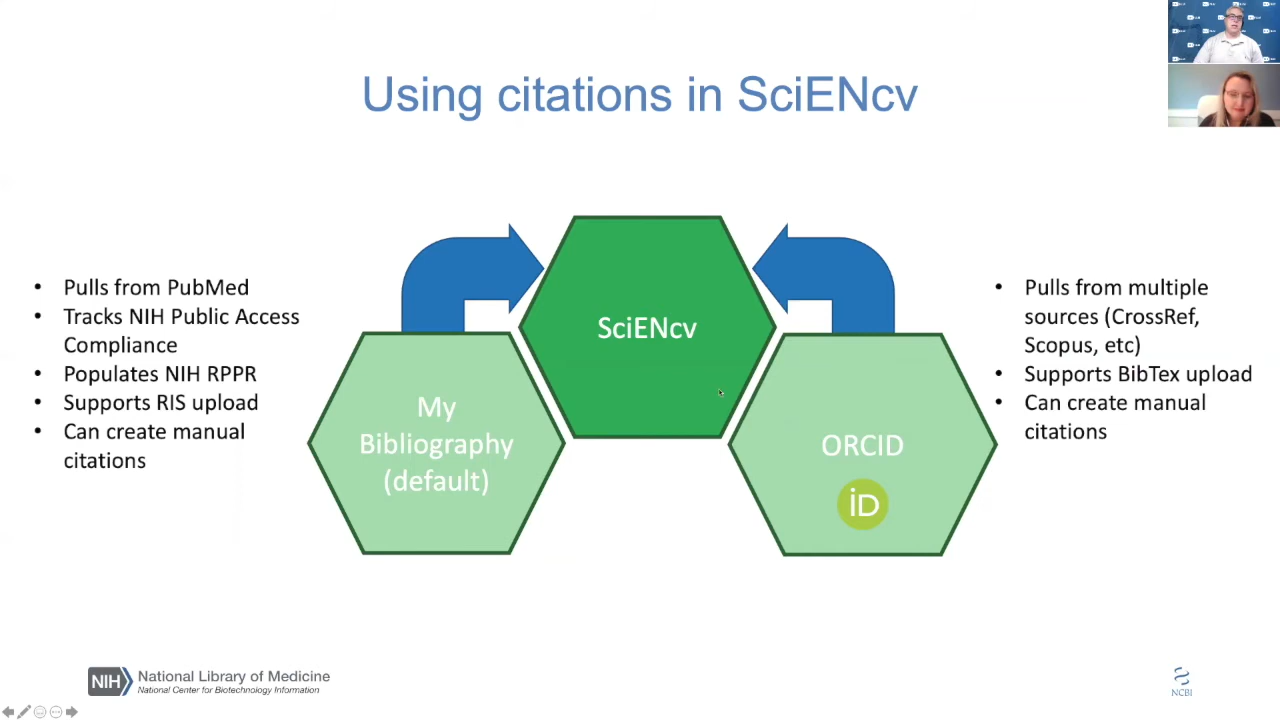 Using citations in SciENcv
• Pulls from PubMed
• Tracks NIH Public Access
Compliance
• Populates NIH RPPR
• Supports RIS upload
• Can create manual
citations
My
Bibliography
(default)
SciENcv
ORCID
iD
• Pulls from multiple
sources (CrossRef,
Scopus, etc)
• Supports BibTex upload
• Can create manual
citations
NIH
National Library of Medicine
National Center for Biotechnology Information
NCBI